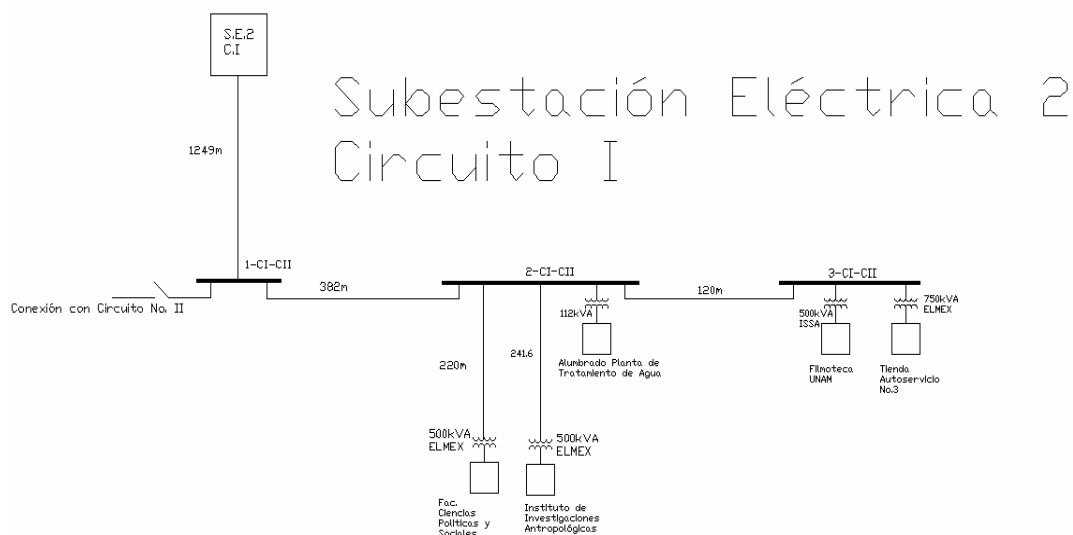 S.E.2
C.I
Subestación Eléctrica 2
Circuito I
1249m
1-CI-CII
Conexión con Circuito No. II
382m
2-CI-CII
120m
3-CI-CII
112kVA
500kVA
ISSA
750kVA
ELMEX
220m
241.6
Alumbrado Planta de
Tratamiento de Agua
Filmoteca
UNAM
Tienda
Autoservicio
No.3
500kVA
ELMEX
500kVA
ELMEX
Fac.
Ciencias
Políticas y
Sociales
Instituto de
Investigaciones
Antropológicas